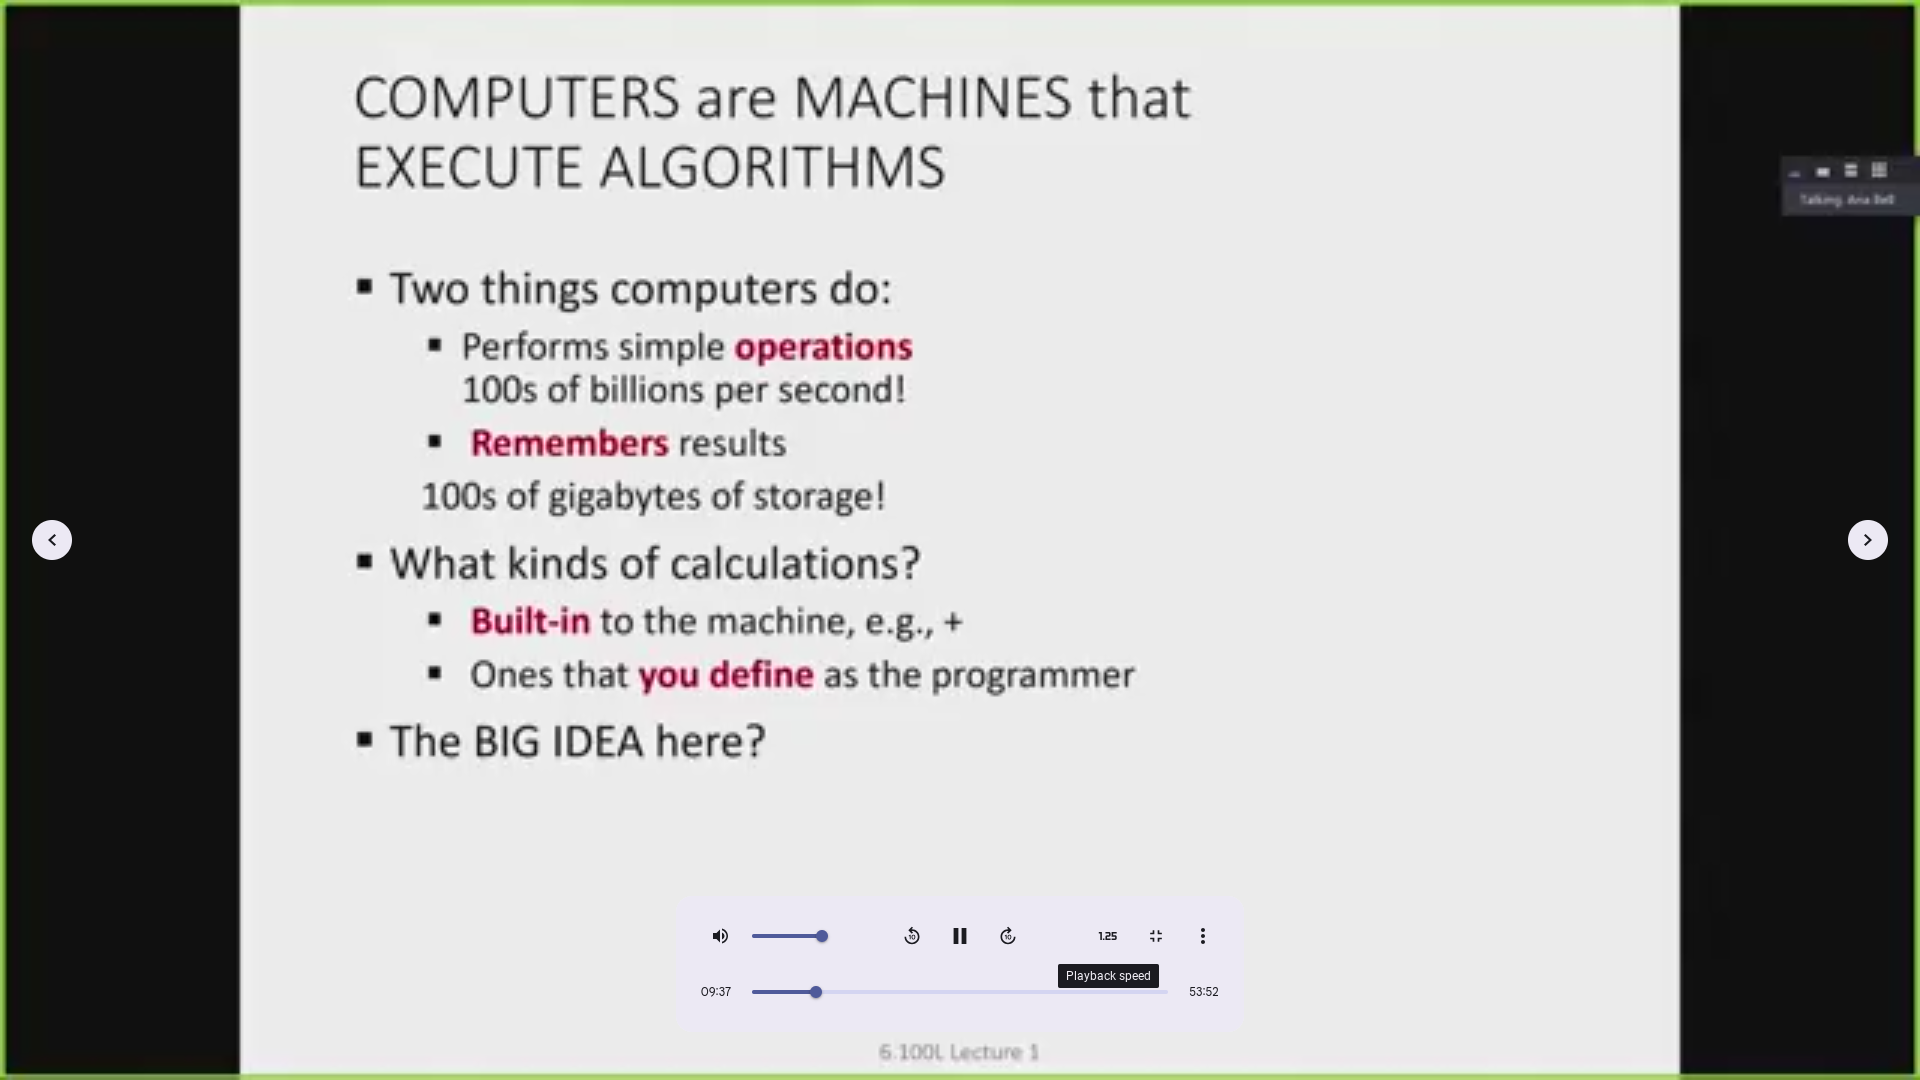 COMPUTERS are MACHINES that
EXECUTE ALGORITHMS
Talking: Ana Bell
▪ Two things computers do:
▪ Performs simple operations
100s of billions per second!
▪ Remembers results
100s of gigabytes of storage!
▪ What kinds of calculations?
▪ Built-in to the machine, e.g., +
▪ Ones that you define as the programmer
▪ The BIG IDEA here?
10
10
1.25
Playback speed
09:37
53:52
6.100L Lecture 1